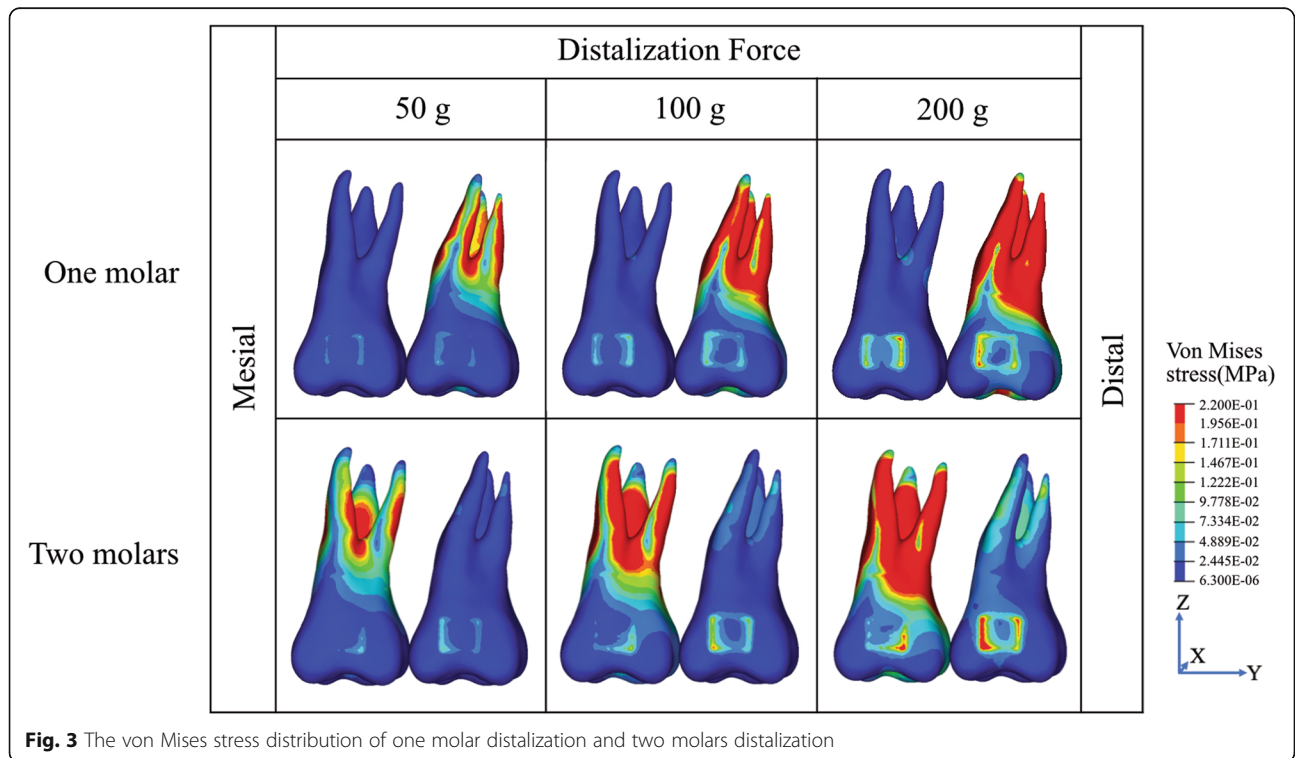 Distalization Force
50 g
100 g
200 g
One molar
Two molars
Mesial
Distal
Von Mises
stress(MPa)
2.200E-01
1.956E-01
1.711E-01
1.467E-01
1.222E-01
9.778E-02
7.334E-02
4.889E-02
2.445E-02
6.300E-06
Z
X
Y
Fig. 3 The von Mises stress distribution of one molar distalization and two molars distalization